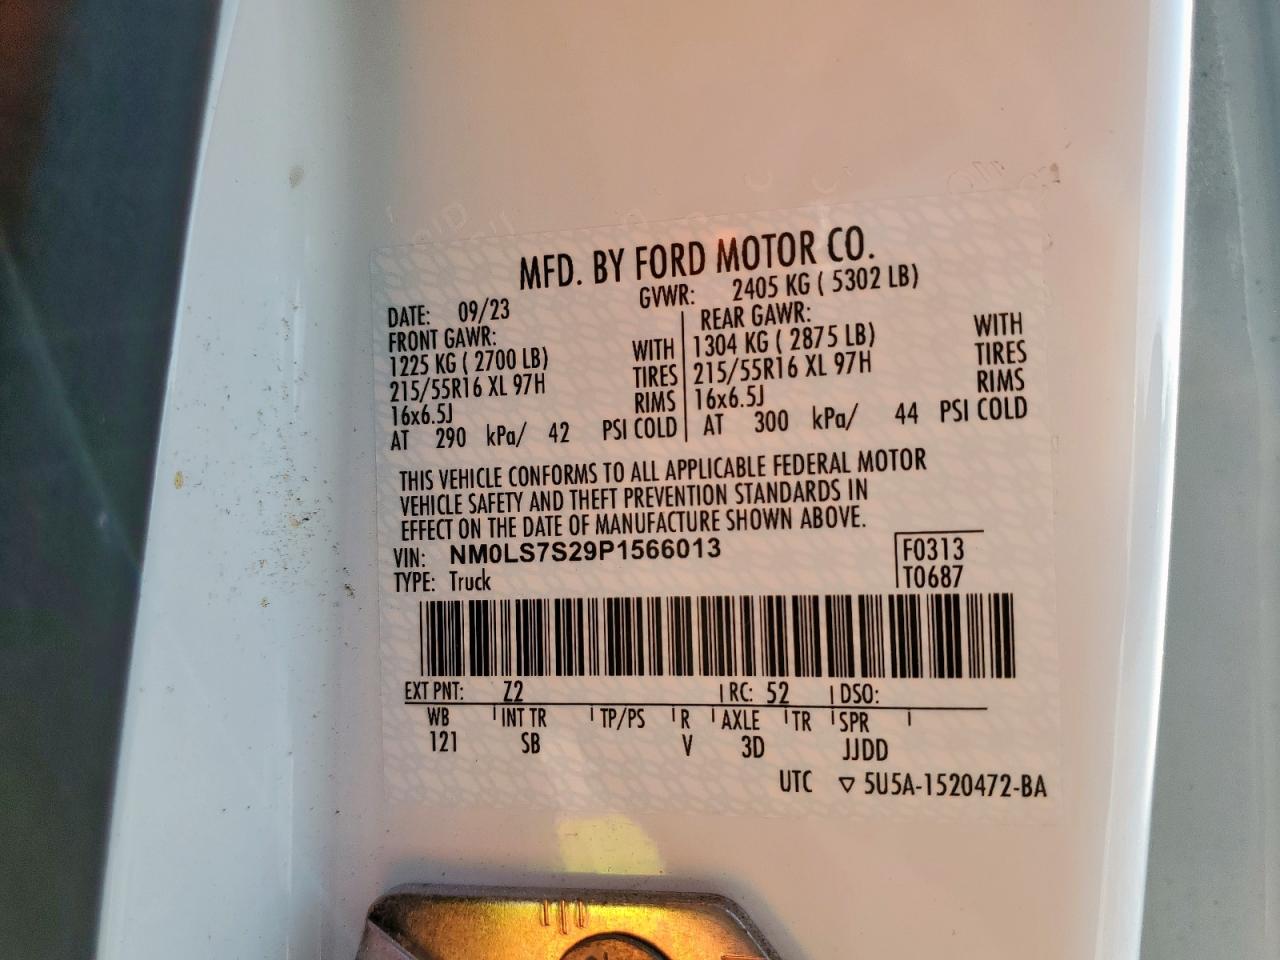 MFD. BY FORD MOTOR CO.
DATE: 09/23 GVWR: 2405 KG ( 5302 LB)
FRONT GAWR: REAR GAWR:
1225 KG ( 2700 LB) WITH 1304 KG ( 2875 LB) WITH
215/55R16 XL 97H TIRES 215/55R16 XL 97H TIRES
16x6.5J RIMS 16x6.5J RIMS
AT 290 kPa/ 42 PSI COLD AT 300 kPa/ 44 PSI COLD
THIS VEHICLE CONFORMS TO ALL APPLICABLE FEDERAL MOTOR
VEHICLE SAFETY AND THEFT PREVENTION STANDARDS IN
EFFECT ON THE DATE OF MANUFACTURE SHOWN ABOVE.
VIN: NM0LS7S29P1566013 F0313
TYPE: Truck T0687
EXT PNT: Z2 RC: 52 DSO:
WB INT TR TP/PS R AXLE TR SPR
121 SB V 3D JJDD
UTC ▽ 5U5A-1520472-BA